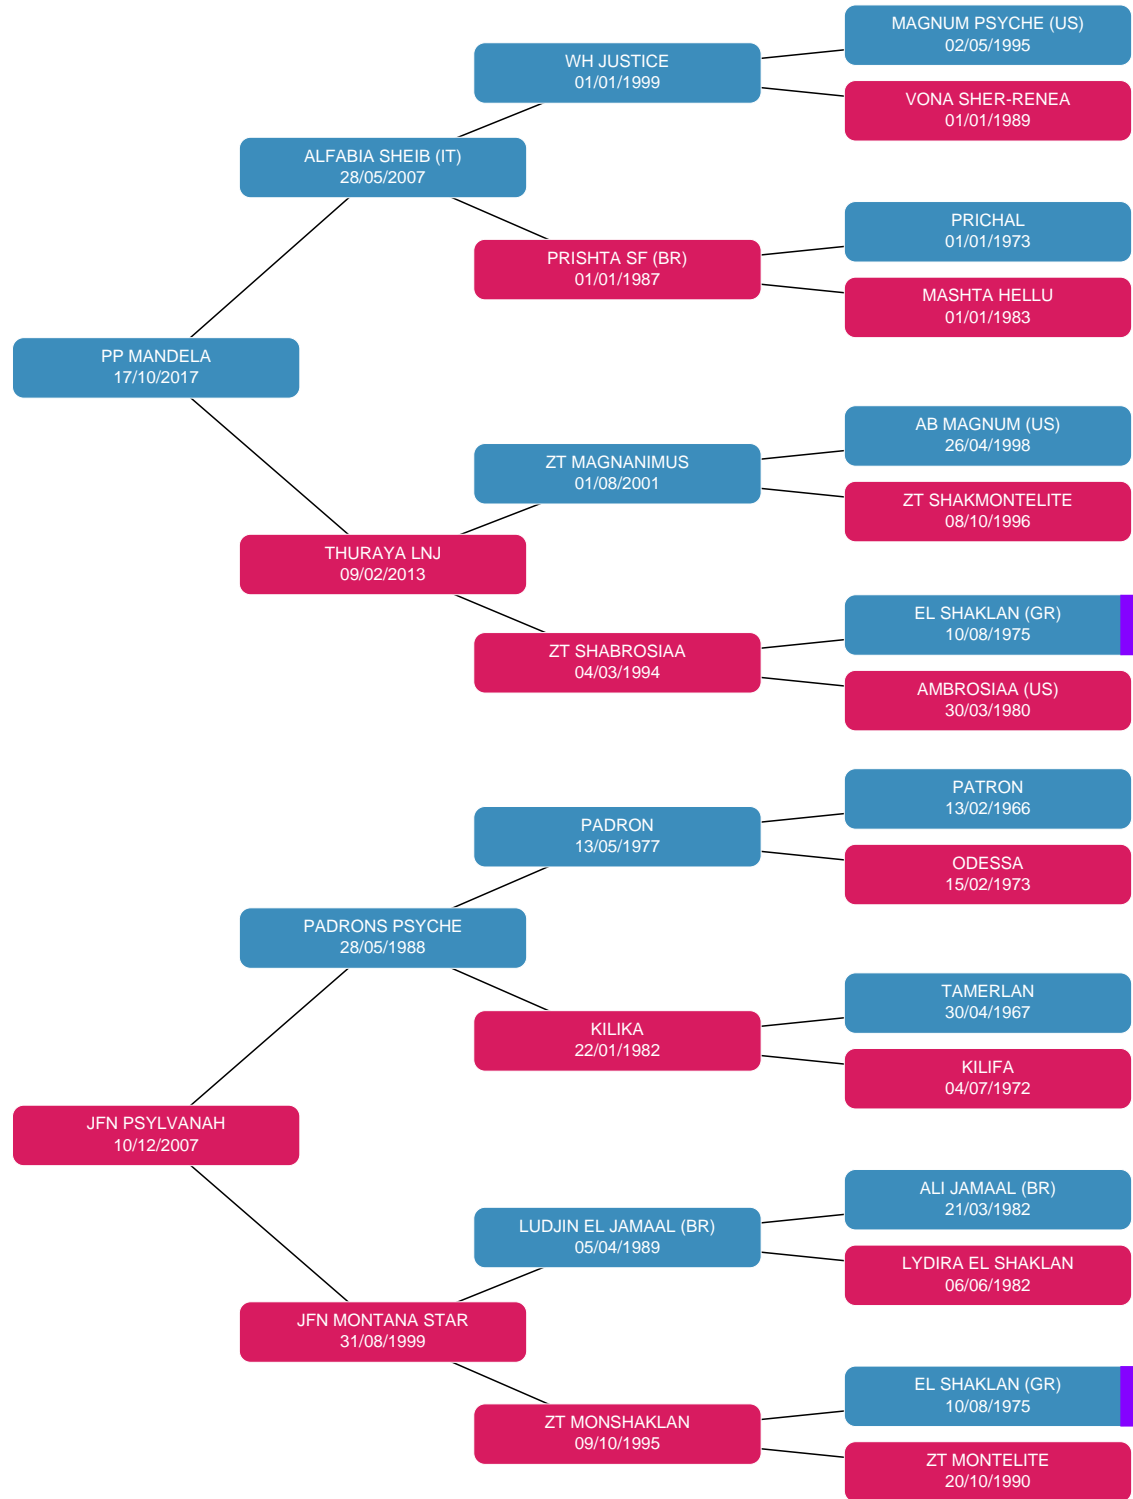 MAGNUM PSYCHE (US)
02/05/1995
WH JUSTICE
01/01/1999
VONA SHER-RENEA
01/01/1989
ALFABIA SHEIB (IT)
28/05/2007
PRICHAL
01/01/1973
PRISHTA SF (BR)
01/01/1987
MASHTA HELLU
01/01/1983
PP MANDELA
17/10/2017
AB MAGNUM (US)
26/04/1998
ZT MAGNANIMUS
01/08/2001
ZT SHAKMONTELITE
08/10/1996
THURAYA LNJ
09/02/2013
EL SHAKLAN (GR)
10/08/1975
ZT SHABROSIAA
04/03/1994
AMBROSIAA (US)
30/03/1980
PATRON
13/02/1966
PADRON
13/05/1977
ODESSA
15/02/1973
PADRONS PSYCHE
28/05/1988
TAMERLAN
30/04/1967
KILIKA
22/01/1982
KILIFA
04/07/1972
JFN PSYLVANAH
10/12/2007
ALI JAMAAL (BR)
21/03/1982
LUDJIN EL JAMAAL (BR)
05/04/1989
LYDIRA EL SHAKLAN
06/06/1982
JFN MONTANA STAR
31/08/1999
EL SHAKLAN (GR)
10/08/1975
ZT MONSHAKLAN
09/10/1995
ZT MONTELITE
20/10/1990